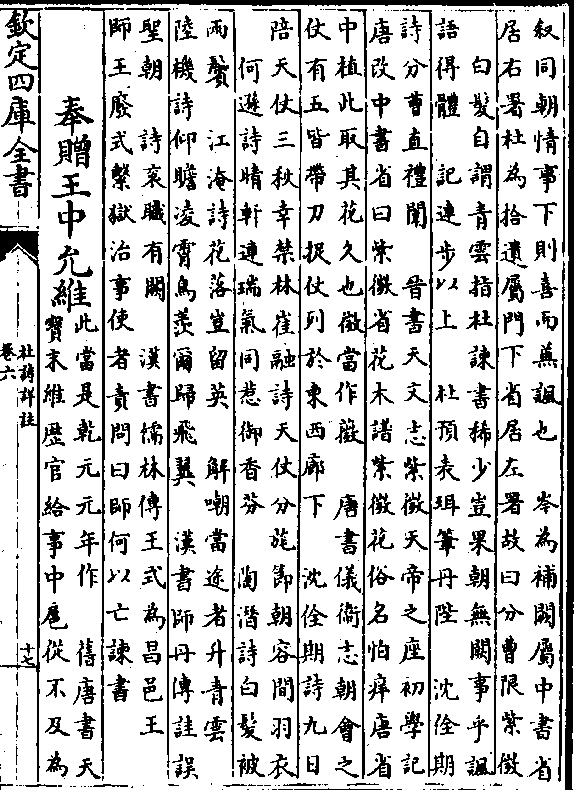 叙同朝情事下則喜而兼諷也 岑為補闕屬中書省
居右署杜為拾遺屬門下省居左署故曰分曹限紫微
白髮自謂青雲指杜諫書稀少豈果朝無闕事乎諷
語得體 記連步以上 杜預表珥筆丹陛 沈佺期
詩分曹直禮闈 晉書天文志紫微天帝之座初學記
唐改中書省曰紫微省花木譜紫微花俗名怕痒唐省
中植此取其花久也微當作薇 唐書儀衛志朝會之
仗有五皆帶刀捉仗列於東西廊下 沈佺期詩九日
陪天仗三秋幸禁林崔融詩天仗分旄節朝容間羽衣
何遜詩晴軒連瑞氣同惹御香芬 陶潛詩白髮被
兩鬢 江淹詩花落豈留英 解嘲當途者升青雲
陸機詩仰瞻凌霄鳥羨爾歸飛翼 漢書師丹傳詿誤
聖朝 詩衮職有闕 漢書儒林傳王式為昌邑王
師王廢式繫獄治事使者責問曰師何以亡諫書
奉贈王中允維
此當是乾元元年作 舊唐書天
寶末維歴官給事中扈從不及為
欽定四庫全書
杜詩詳註
卷六
十七